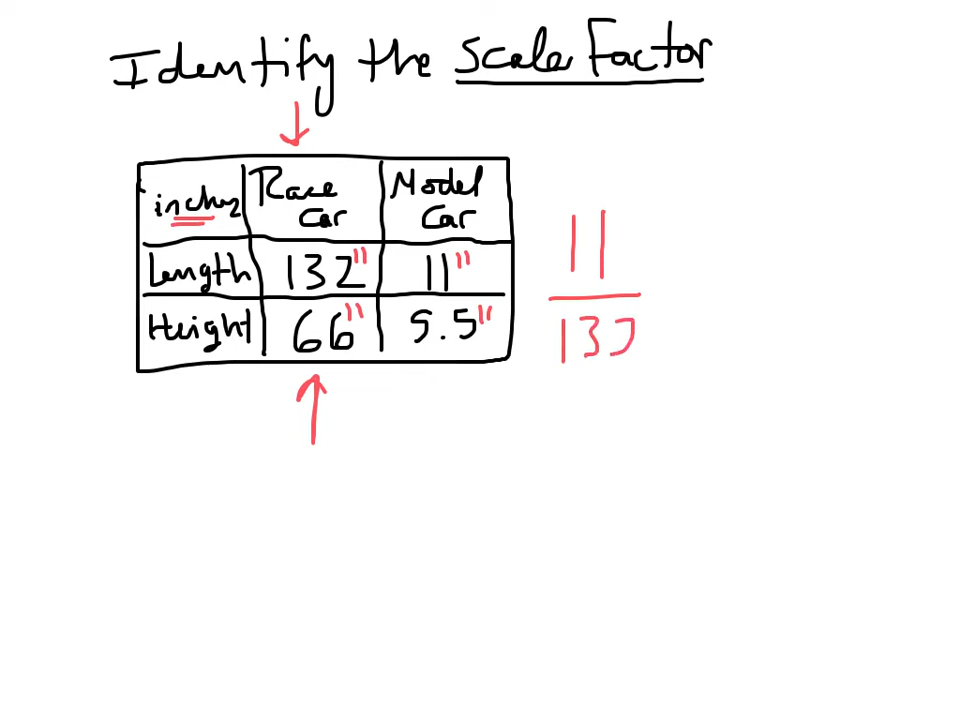 Identify the Scale Factor
inches Race Car Model Car
Length 132" 11"
Height 66" 5.5"
11
132